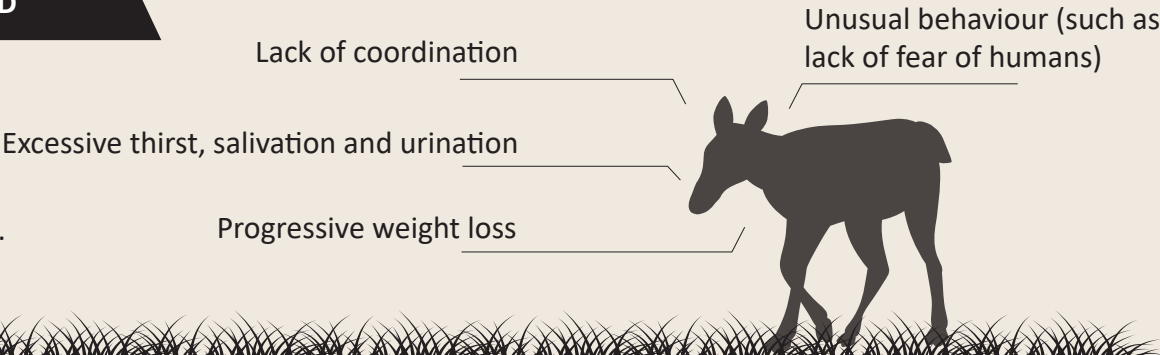 D
Unusual behaviour (such as
lack of fear of humans)
Lack of coordination
Excessive thirst, salivation and urination
Progressive weight loss
.